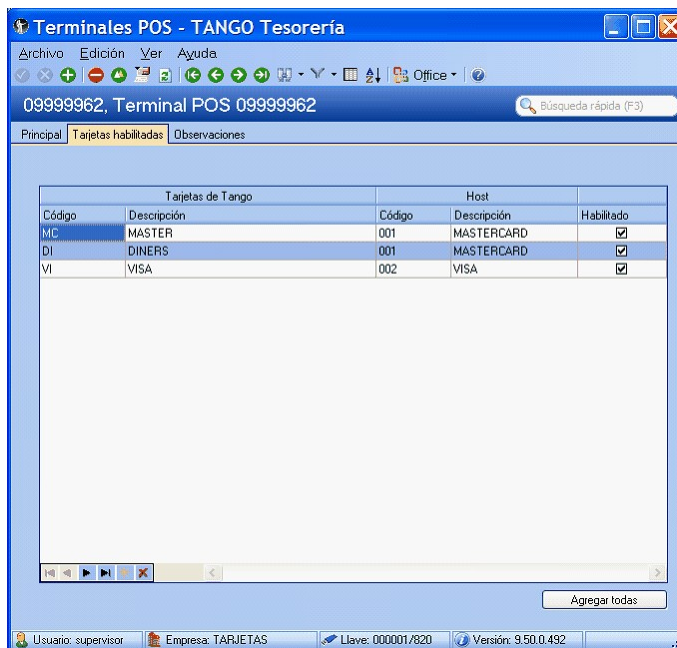 Terminales POS - TANGO Tesorería
Archivo Edición Ver Ayuda
Office
09999962, Terminal POS 09999962
Búsqueda rápida (F3)
Principal Tarjetas habilitadas Observaciones
Tarjetas de Tango Host
Código Descripción Código Descripción Habilitado
MC MASTER 001 MASTERCARD
DI DINERS 001 MASTERCARD
VI VISA 002 VISA
Agregar todas
Usuario: supervisor Empresa: TARJETAS Llave: 000001/820 Versión: 9.50.0.492